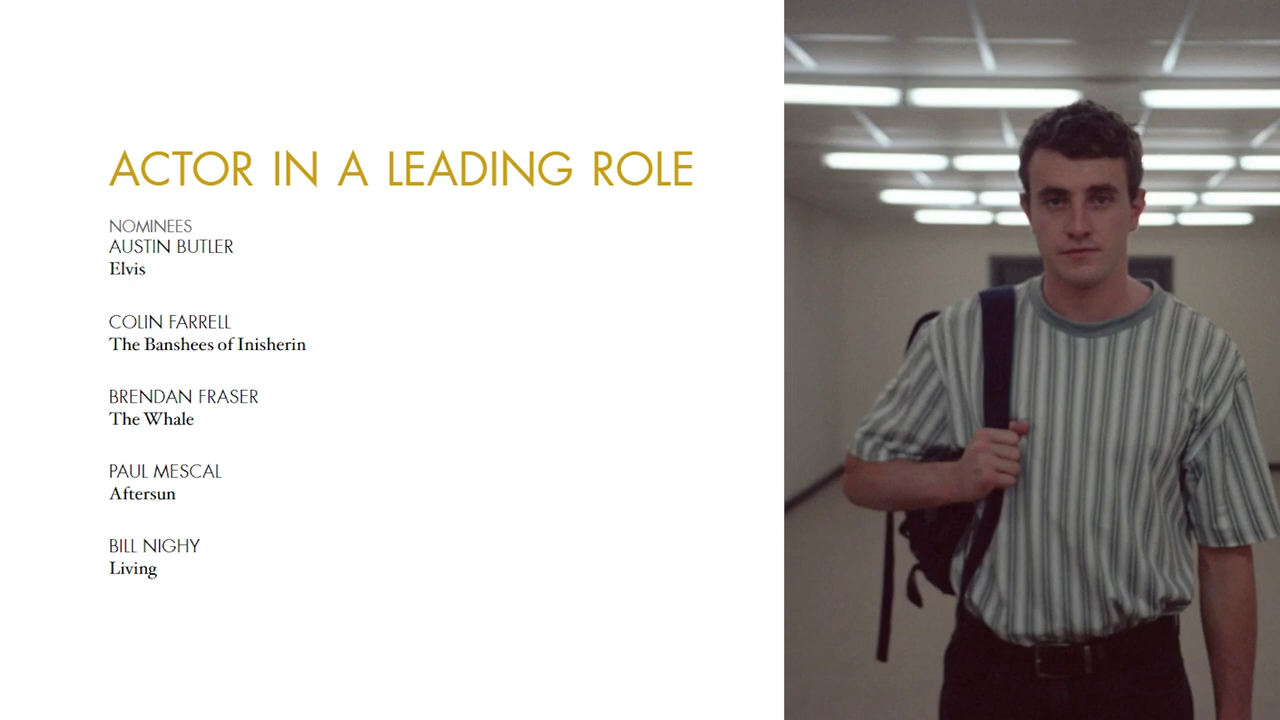 ACTOR IN A LEADING ROLE
NOMINEES
AUSTIN BUTLER
Elvis
COLIN FARRELL
The Banshees of Inisherin
BRENDAN FRASER
The Whale
PAUL MESCAL
Aftersun
BILL NIGHY
Living